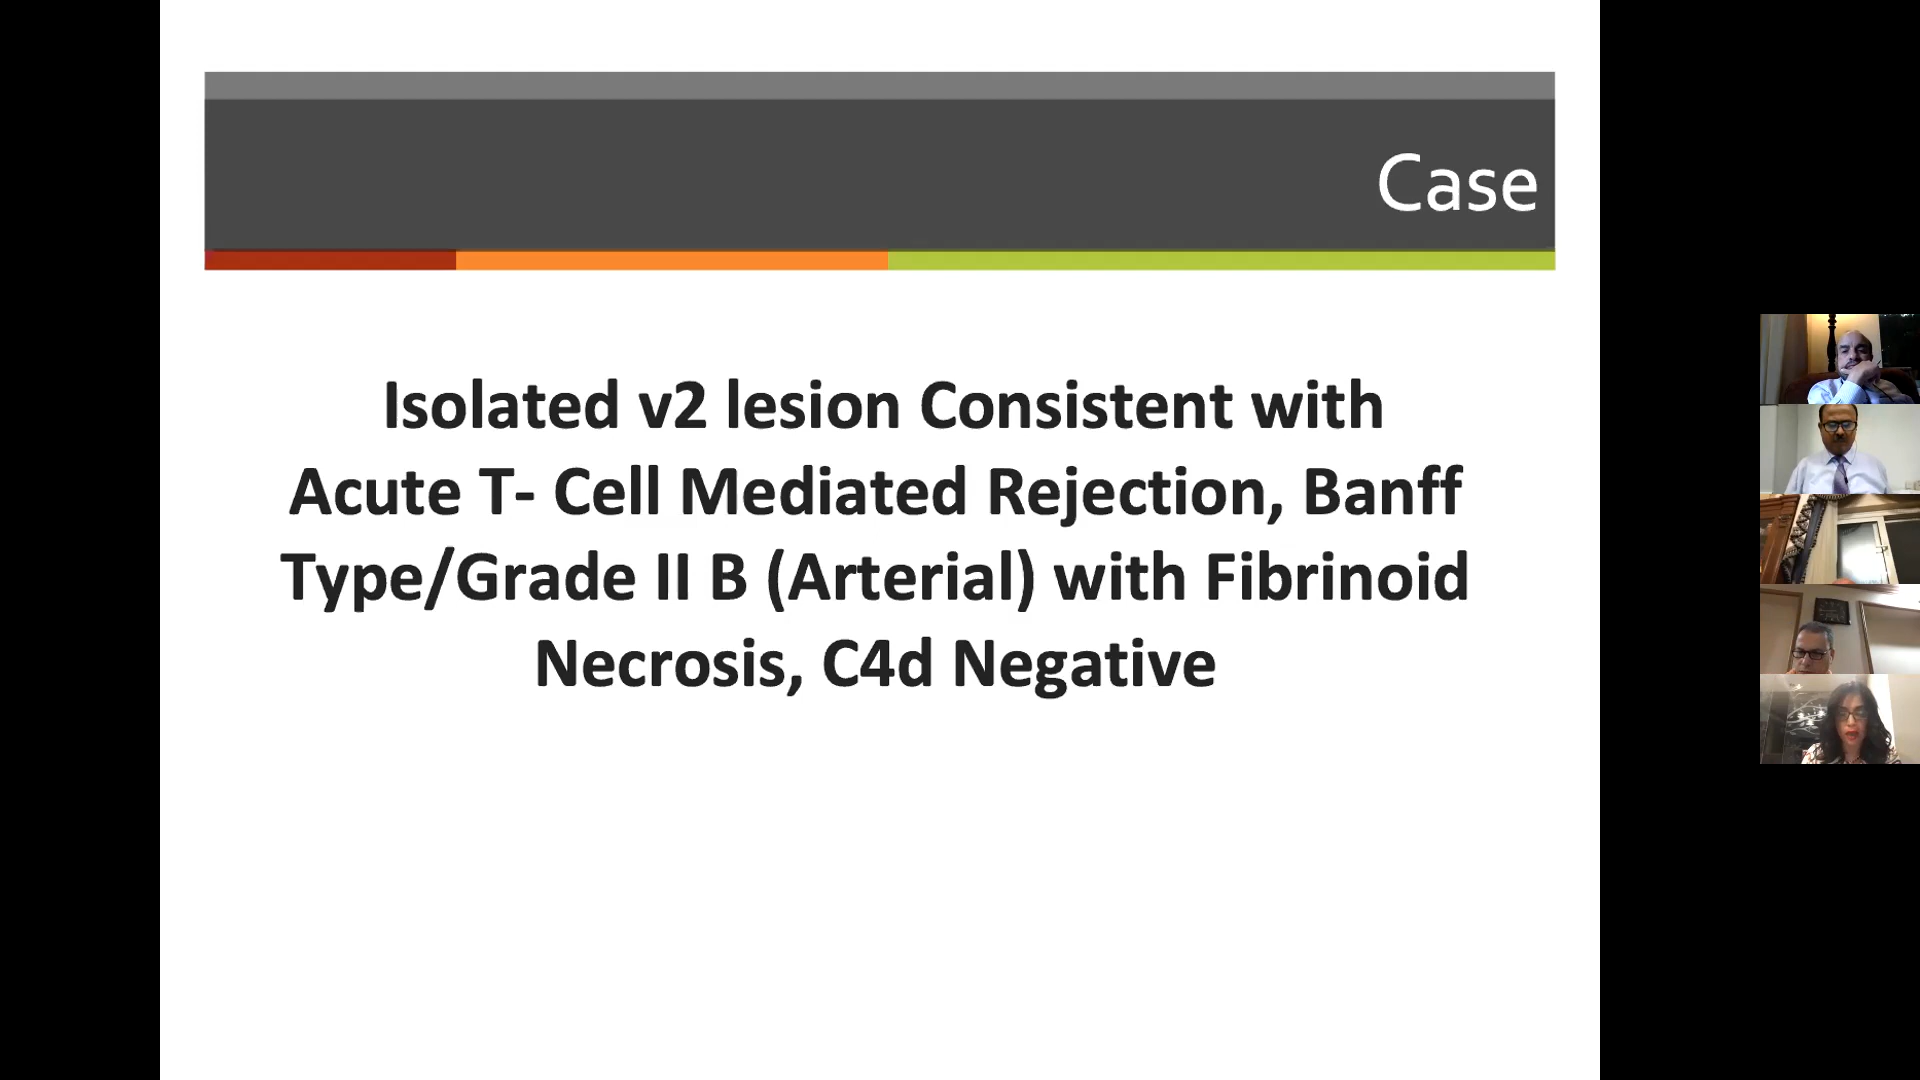 Case
Isolated v2 lesion Consistent with
Acute T- Cell Mediated Rejection, Banff
Type/Grade II B (Arterial) with Fibrinoid
Necrosis, C4d Negative